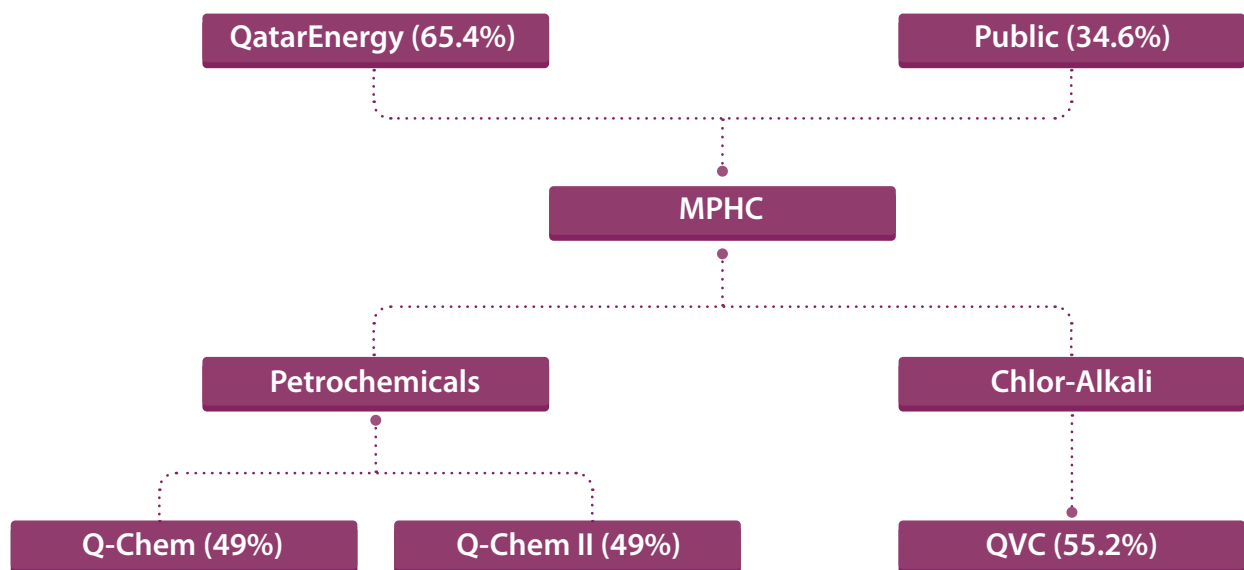 QatarEnergy (65.4%)
Public (34.6%)
MPHC
Petrochemicals
Chlor-Alkali
Q-Chem (49%)
Q-Chem II (49%)
QVC (55.2%)